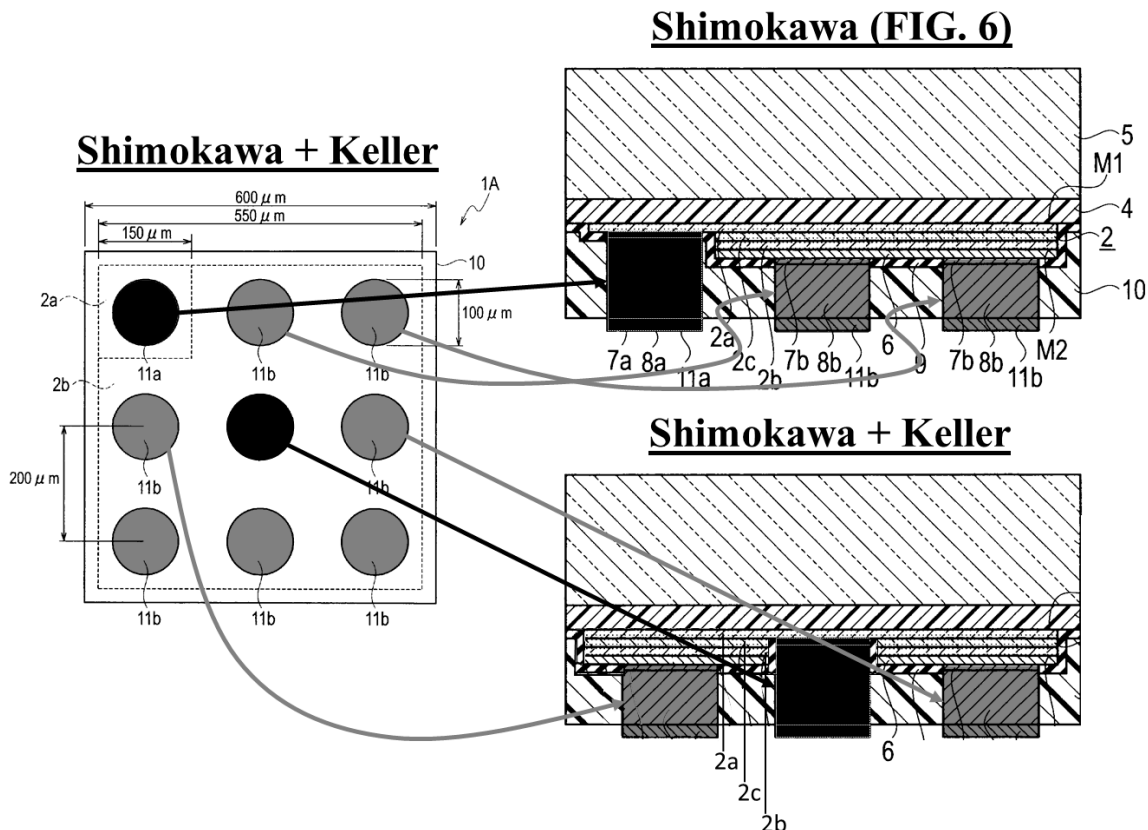 Shimokawa (FIG. 6)
5
M1
4
2
10
7a
8a
11a
2a
2c
2b
7b
8b
11b
6
9
7b
8b
11b
M2
Shimokawa + Keller
600 μm
550 μm
150 μm
1A
10
100 μm
2a
11a
11b
11b
2b
200 μm
11b
11b
11b
11b
11b
Shimokawa + Keller
6
2a
2c
2b